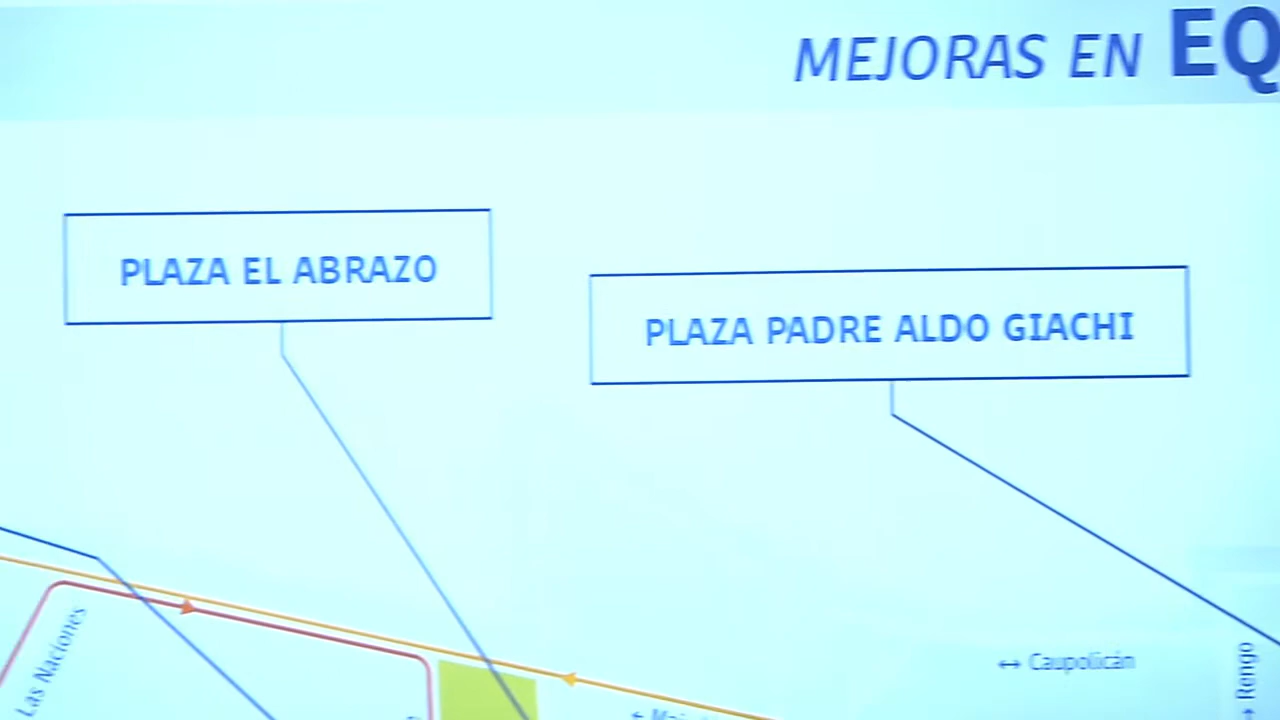 MEJORAS EN EQ
PLAZA EL ABRAZO
PLAZA PADRE ALDO GIACHI
Las Naciones
↔ Caupolicán
Rengo